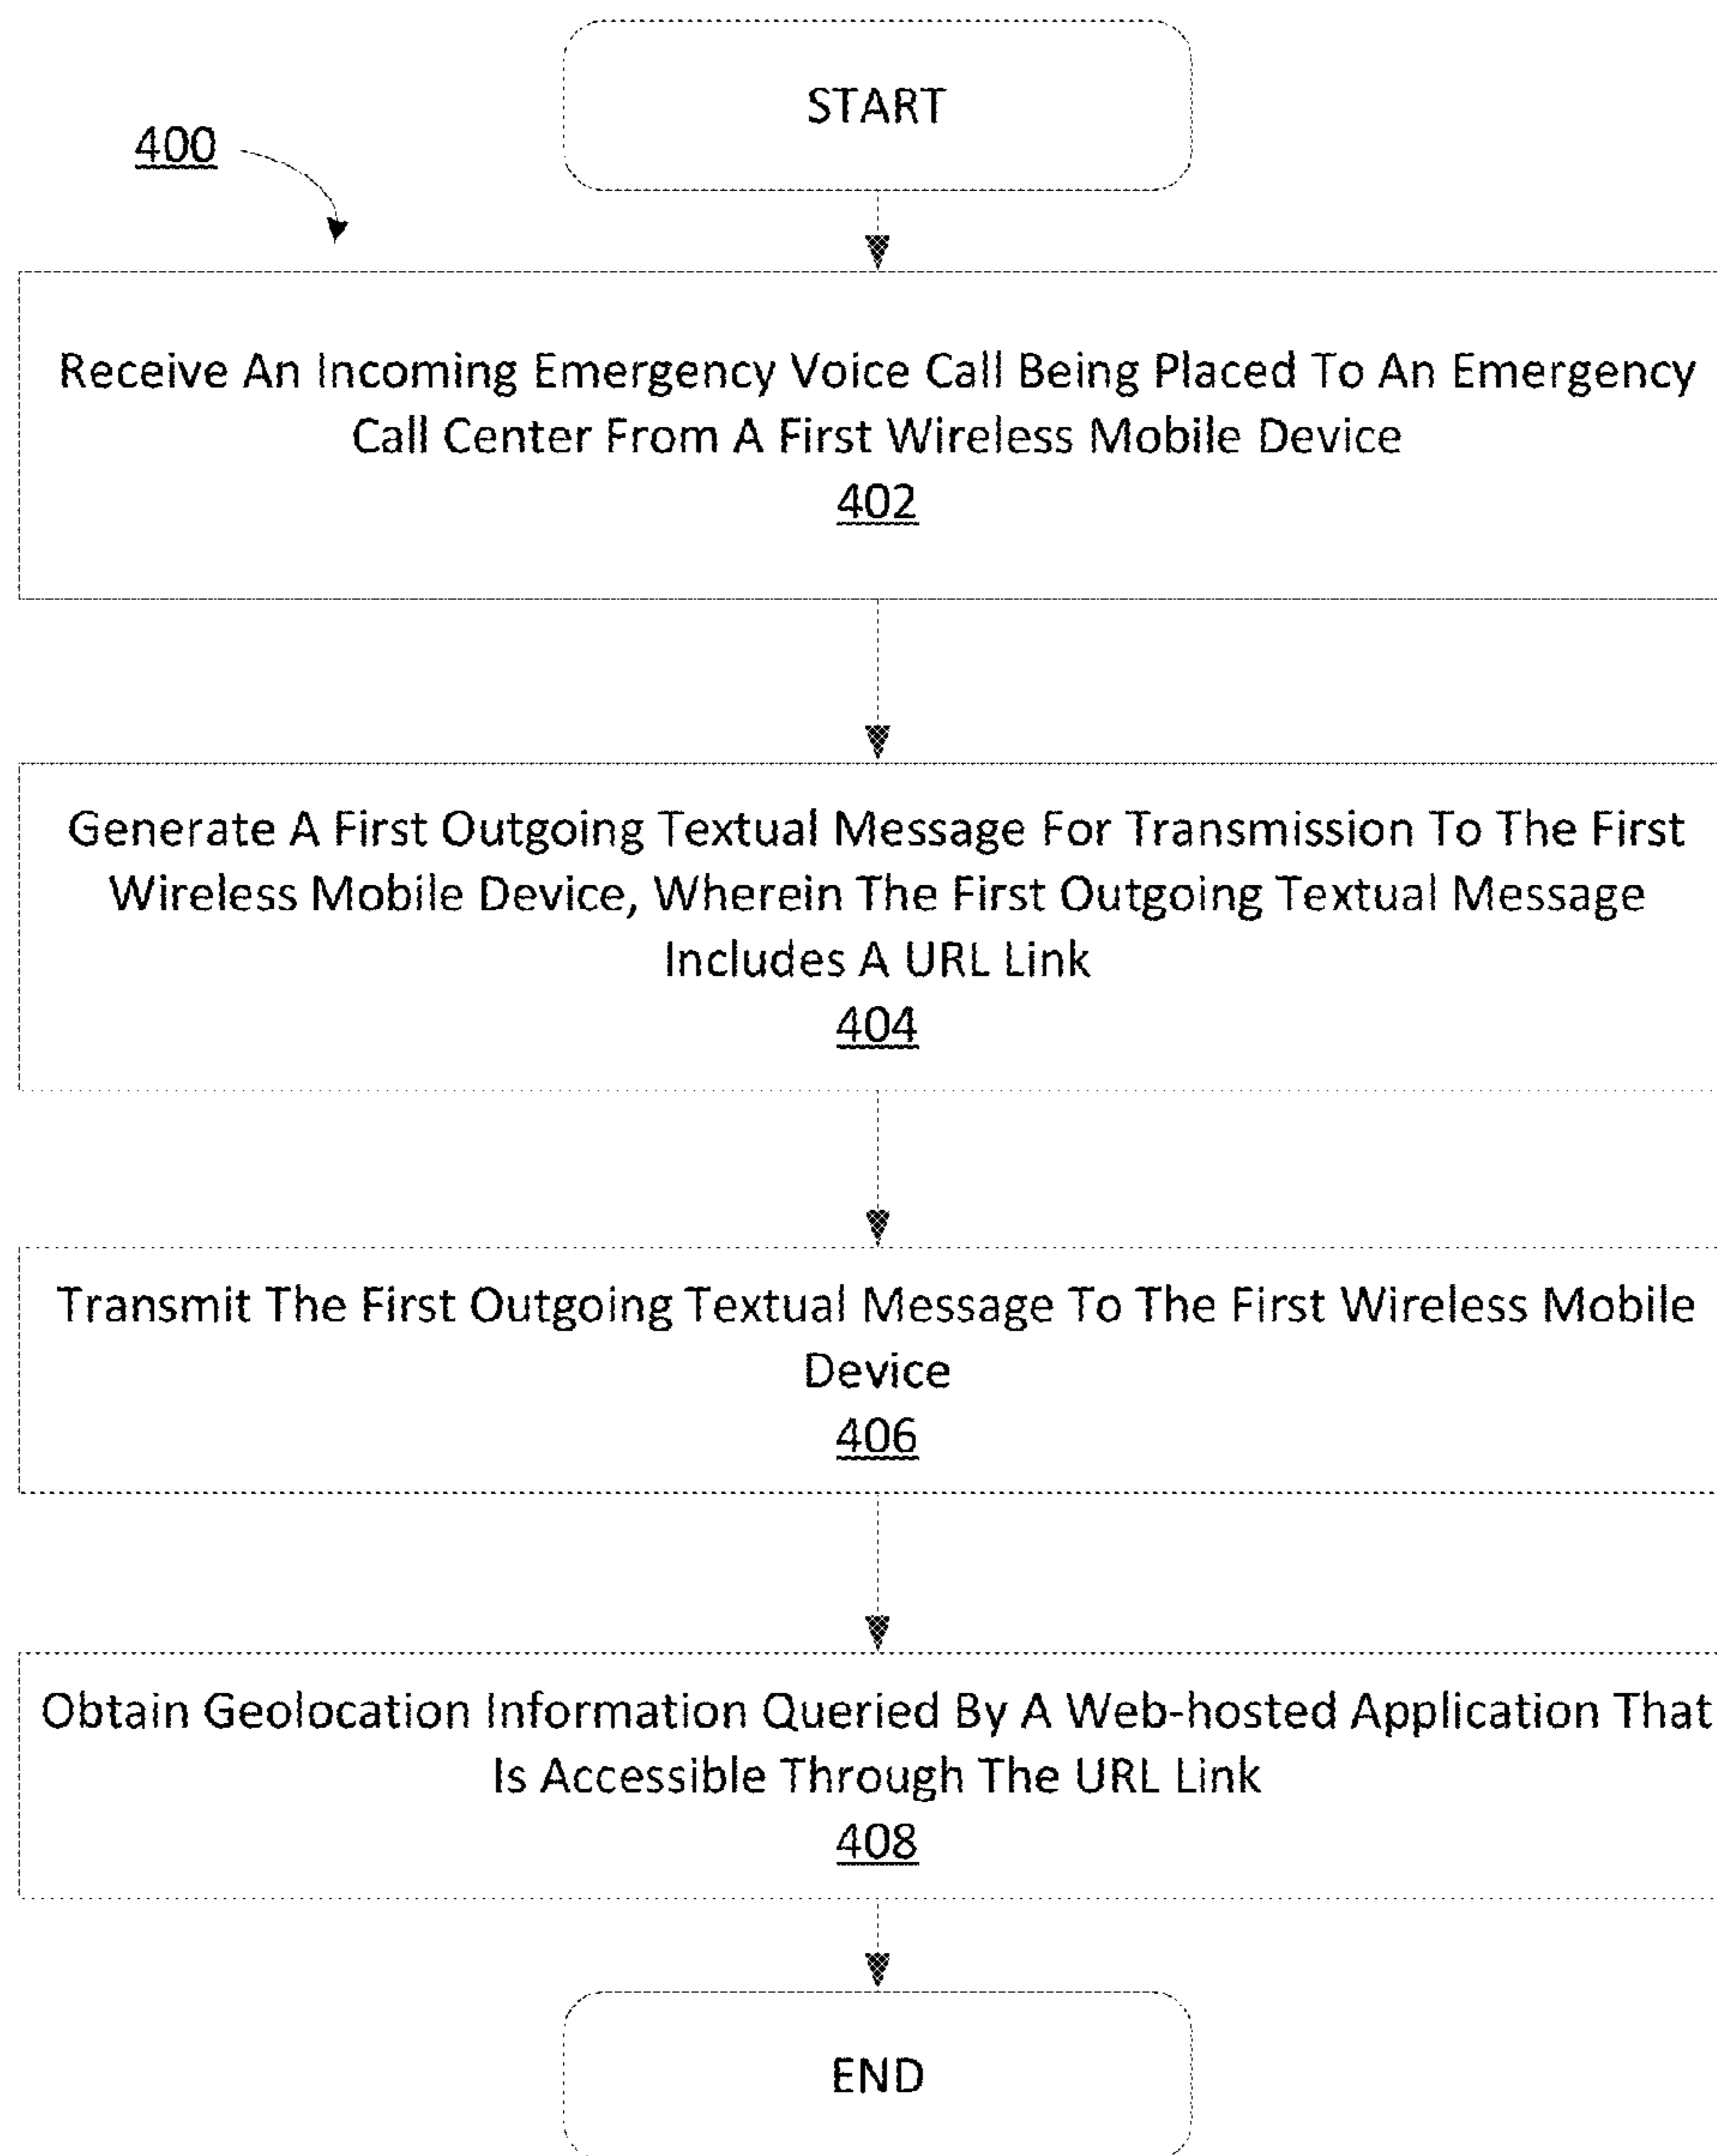 START
400
Receive An Incoming Emergency Voice Call Being Placed To An Emergency
Call Center From A First Wireless Mobile Device
402
Generate A First Outgoing Textual Message For Transmission To The First
Wireless Mobile Device, Wherein The First Outgoing Textual Message
Includes A URL Link
404
Transmit The First Outgoing Textual Message To The First Wireless Mobile
Device
406
Obtain Geolocation Information Queried By A Web-hosted Application That
Is Accessible Through The URL Link
408
END